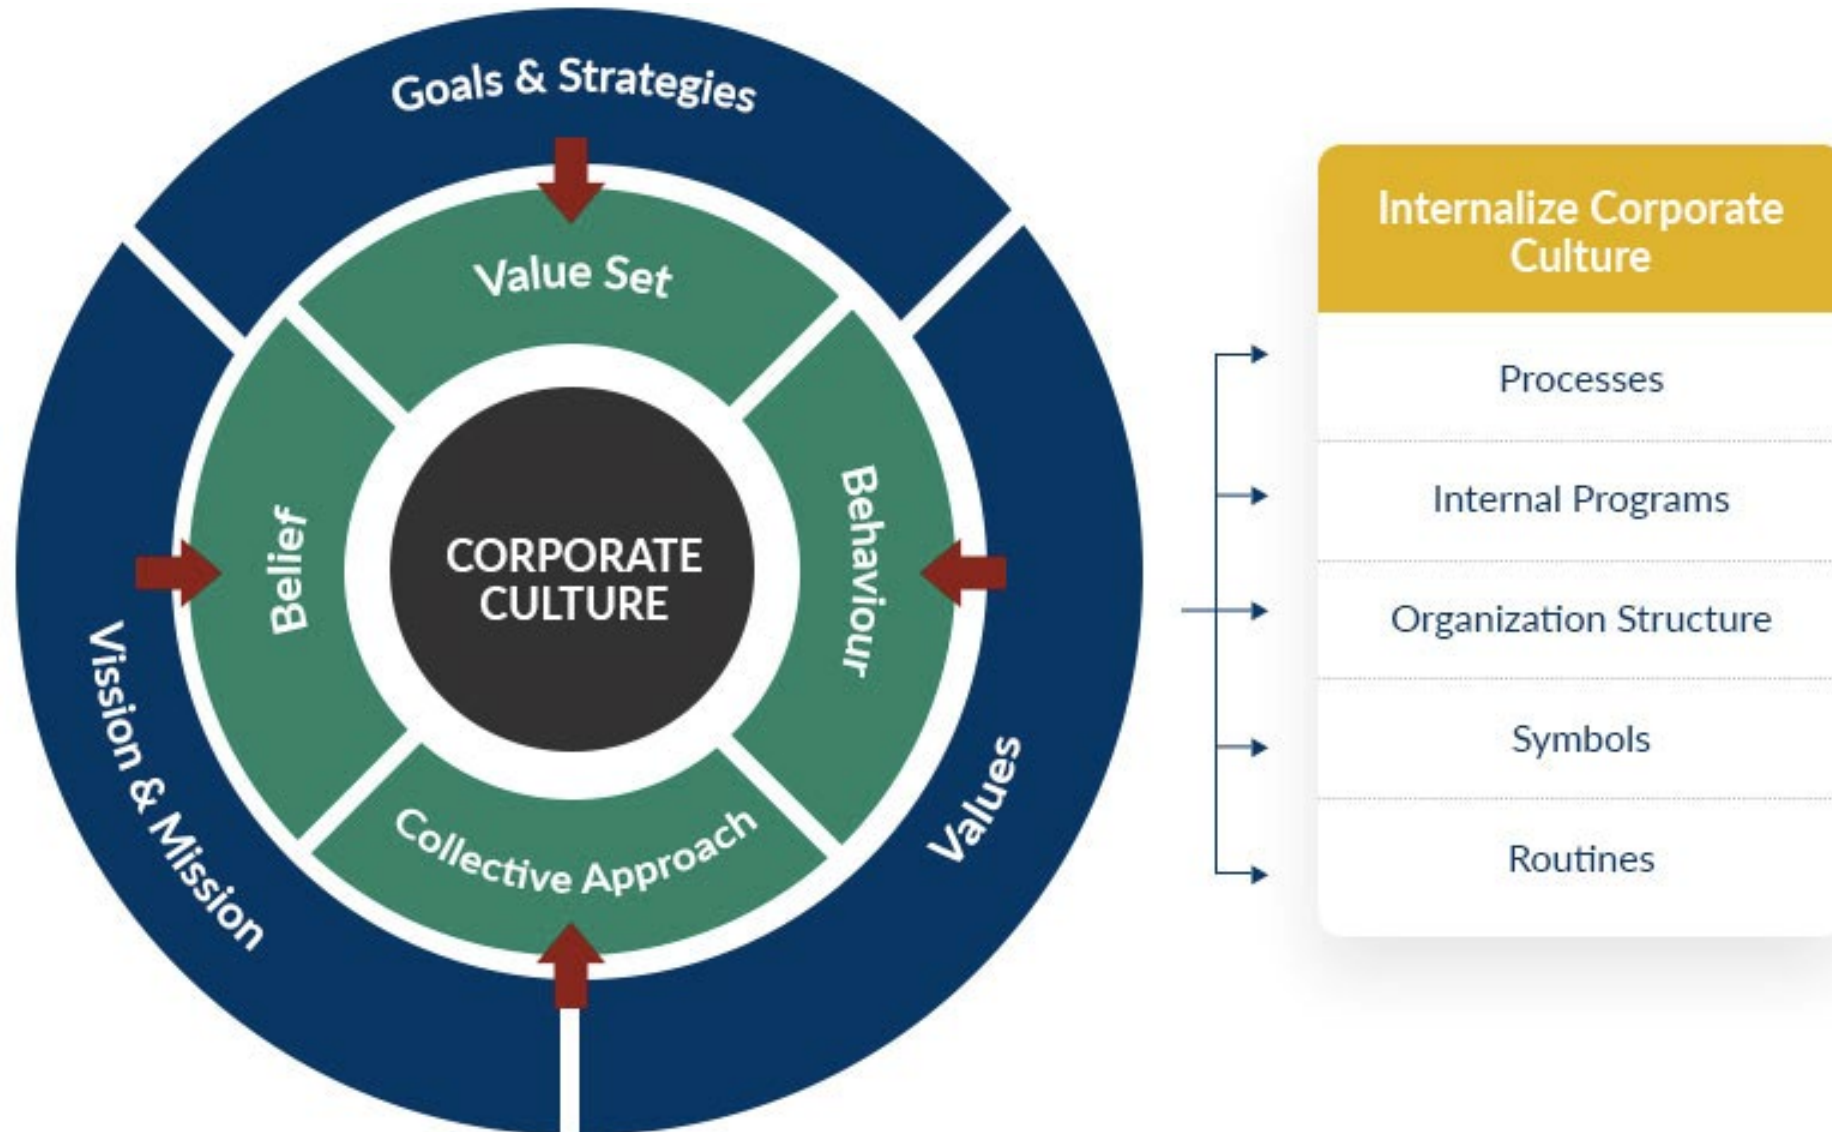 Goals & Strategies
Value Set
Belief
Behaviour
CORPORATE
CULTURE
Collective Approach
Vission & Mission
Values
Internalize Corporate
Culture
Processes
Internal Programs
Organization Structure
Symbols
Routines